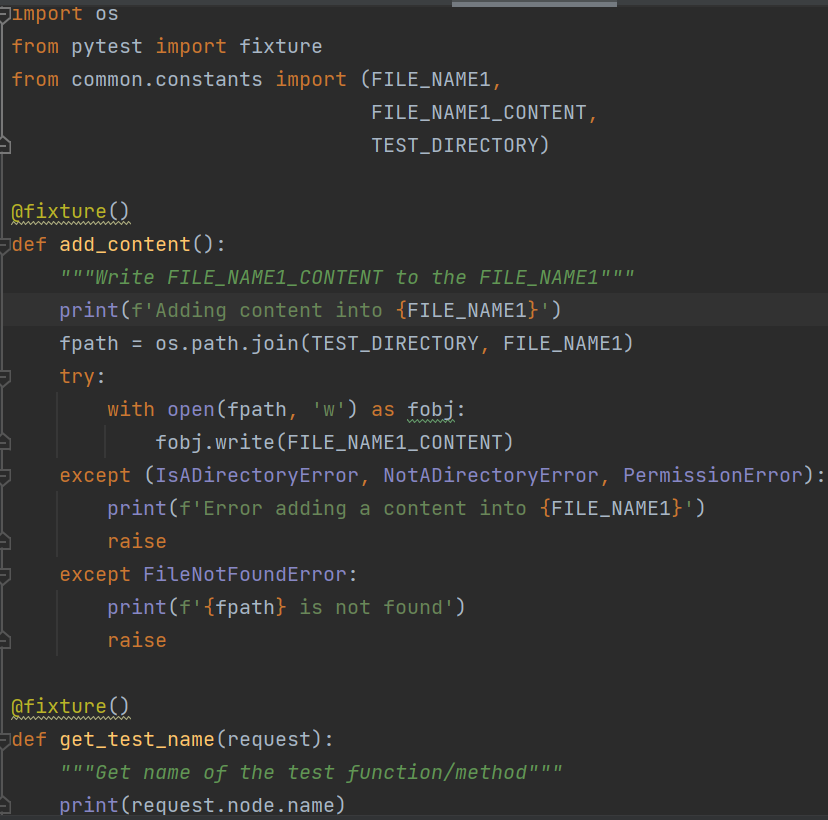 import os
from pytest import fixture
from common.constants import (FILE_NAME1,
                              FILE_NAME1_CONTENT,
                              TEST_DIRECTORY)

@fixture()
def add_content():
    """Write FILE_NAME1_CONTENT to the FILE_NAME1"""
    print(f'Adding content into {FILE_NAME1}')
    fpath = os.path.join(TEST_DIRECTORY, FILE_NAME1)
    try:
        with open(fpath, 'w') as fobj:
            fobj.write(FILE_NAME1_CONTENT)
    except (IsADirectoryError, NotADirectoryError, PermissionError):
        print(f'Error adding a content into {FILE_NAME1}')
        raise
    except FileNotFoundError:
        print(f'{fpath} is not found')
        raise

@fixture()
def get_test_name(request):
    """Get name of the test function/method"""
    print(request.node.name)